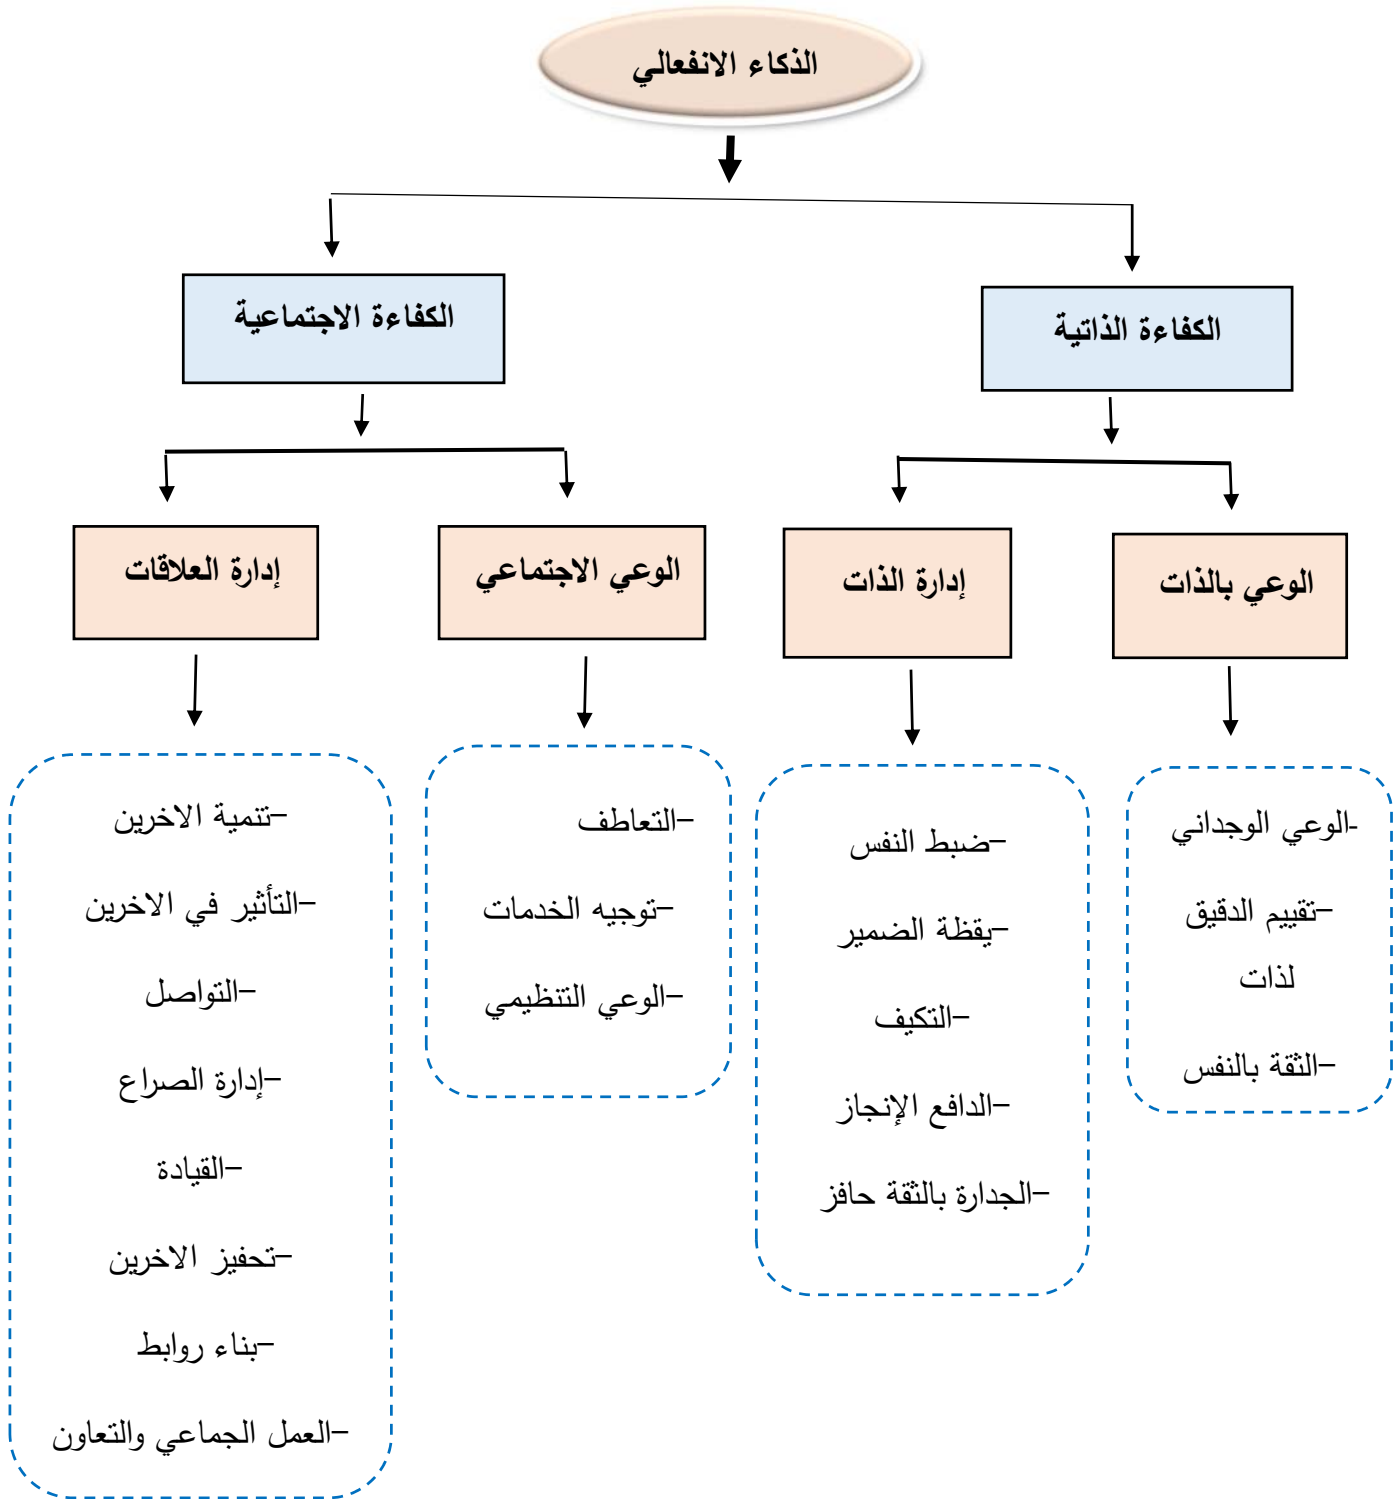 الذكاء الانفعالي
الكفاءة الذاتية
الكفاءة الاجتماعية
الوعي بالذات
إدارة الذات
الوعي الاجتماعي
إدارة العلاقات
-الوعي الوجداني
-تقييم الدقيق
لذات
-الثقة بالنفس
-ضبط النفس
-يقظة الضمير
-التكيف
-الدافع الإنجاز
-الجدارة بالثقة حافز
-التعاطف
-توجيه الخدمات
-الوعي التنظيمي
-تنمية الاخرين
-التأثير في الاخرين
-التواصل
-إدارة الصراع
-القيادة
-تحفيز الاخرين
-بناء روابط
-العمل الجماعي والتعاون